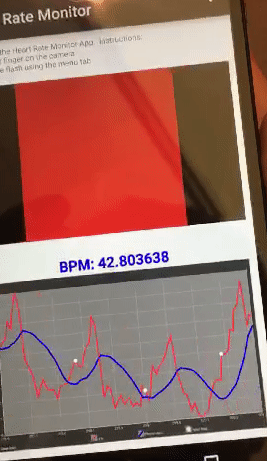 Rate Monitor
the Heart Rate Monitor App. Instructions:
finger on the camera
flash using the menu tab
BPM: 42.803638